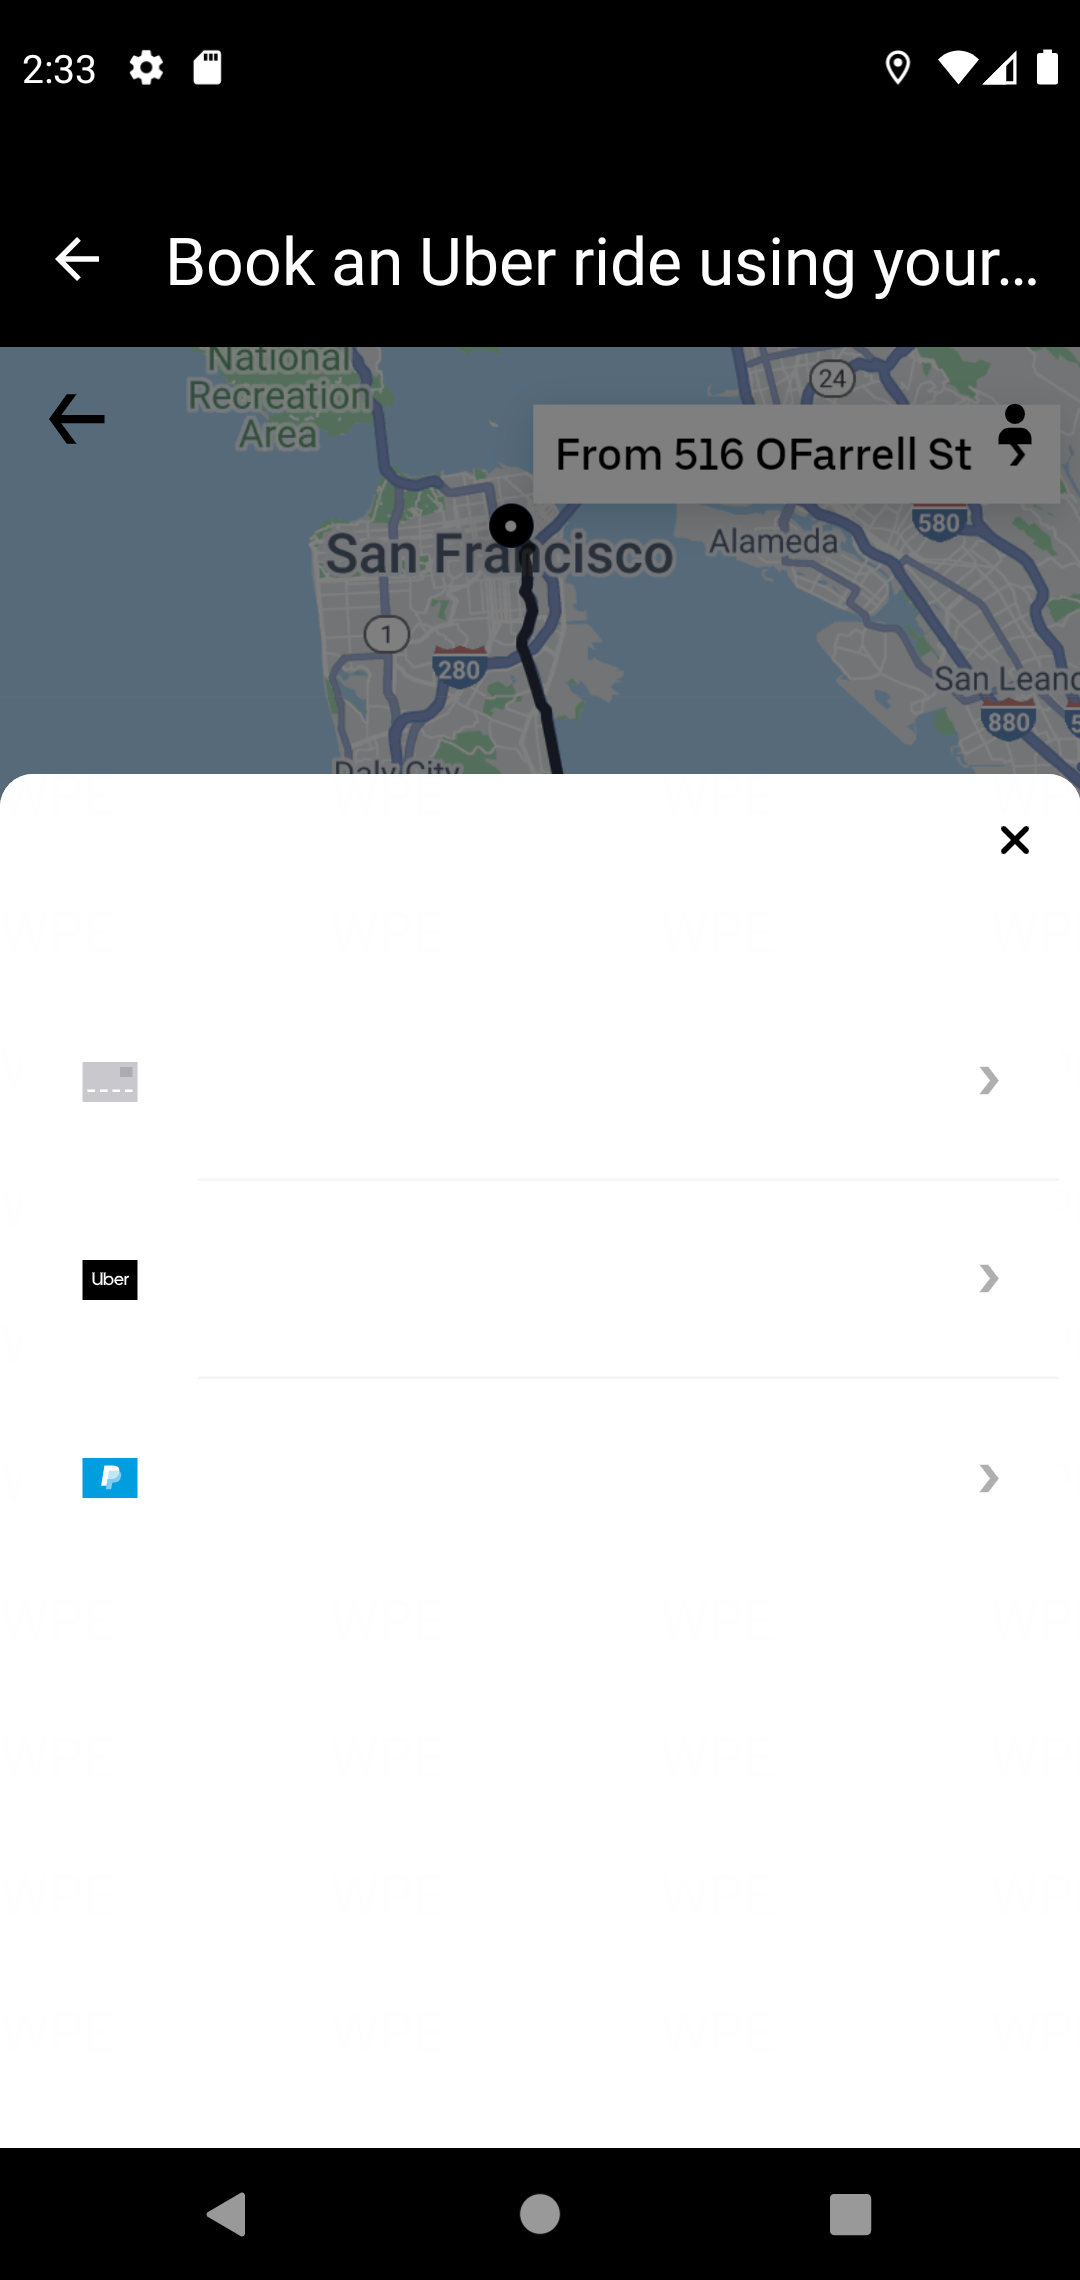 2:33
Book an Uber ride using your...
National
Recreation
Area
24
From 516 OFarrell St
San Francisco
Alameda
580
1
280
San Leand
880
5
Daly City
Uber